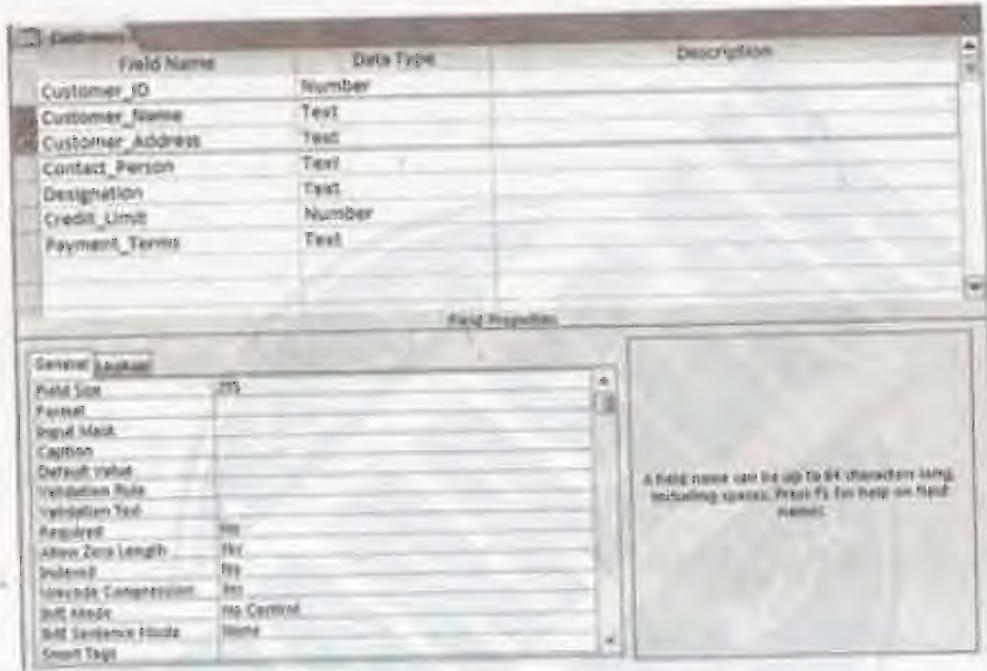 Customers
Field Name Data Type Description
Customer_ID Number
Customer_Name Text
Customer_Address Text
Contact_Person Text
Designation Text
Credit_Limit Number
Payment_Terms Text
Field Properties
General Lookup
Field Size 255
Format
Input Mask
Caption
Default Value
Validation Rule
Validation Text
Required No
Allow Zero Length
Indexed No
Unicode Compression
IME Mode No Control
IME Sentence Mode None
Smart Tags
A field name can be up to 64 characters long,
including spaces. Press F1 for help on field
names.